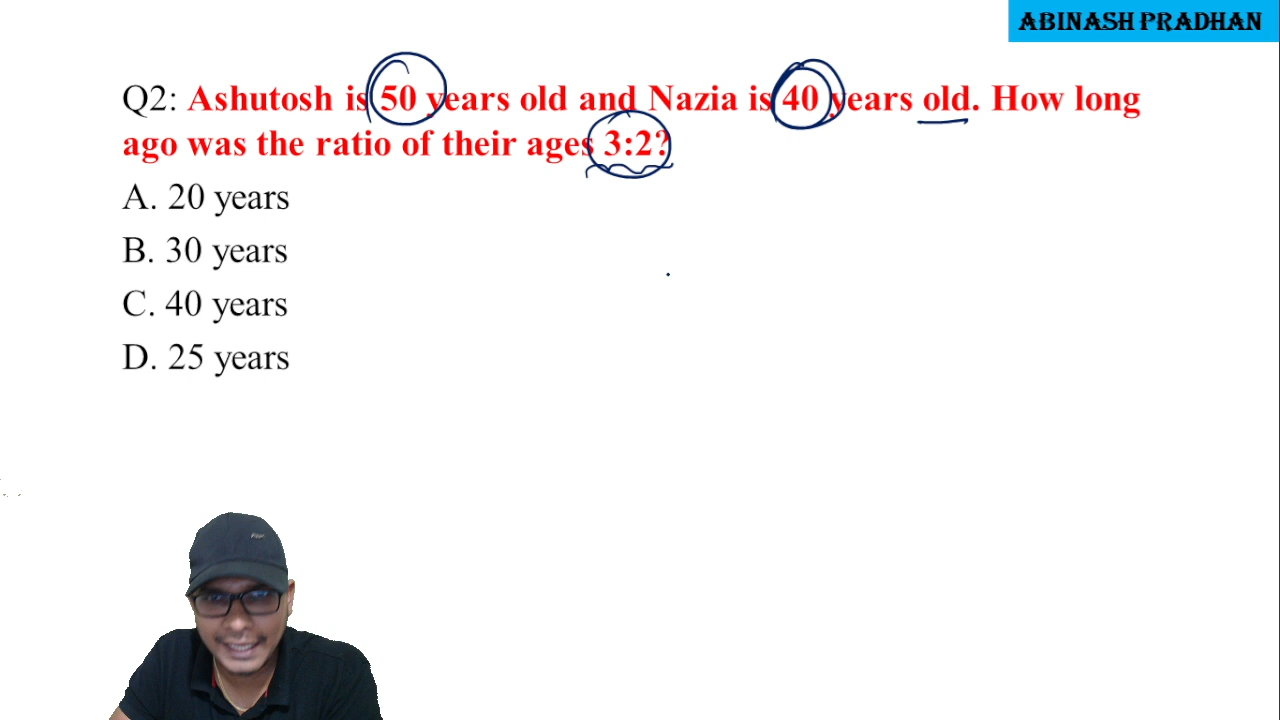 ABINASH PRADHAN
Q2: Ashutosh is 50 years old and Nazia is 40 years old. How long
ago was the ratio of their ages 3:2?
A. 20 years
B. 30 years
C. 40 years
D. 25 years